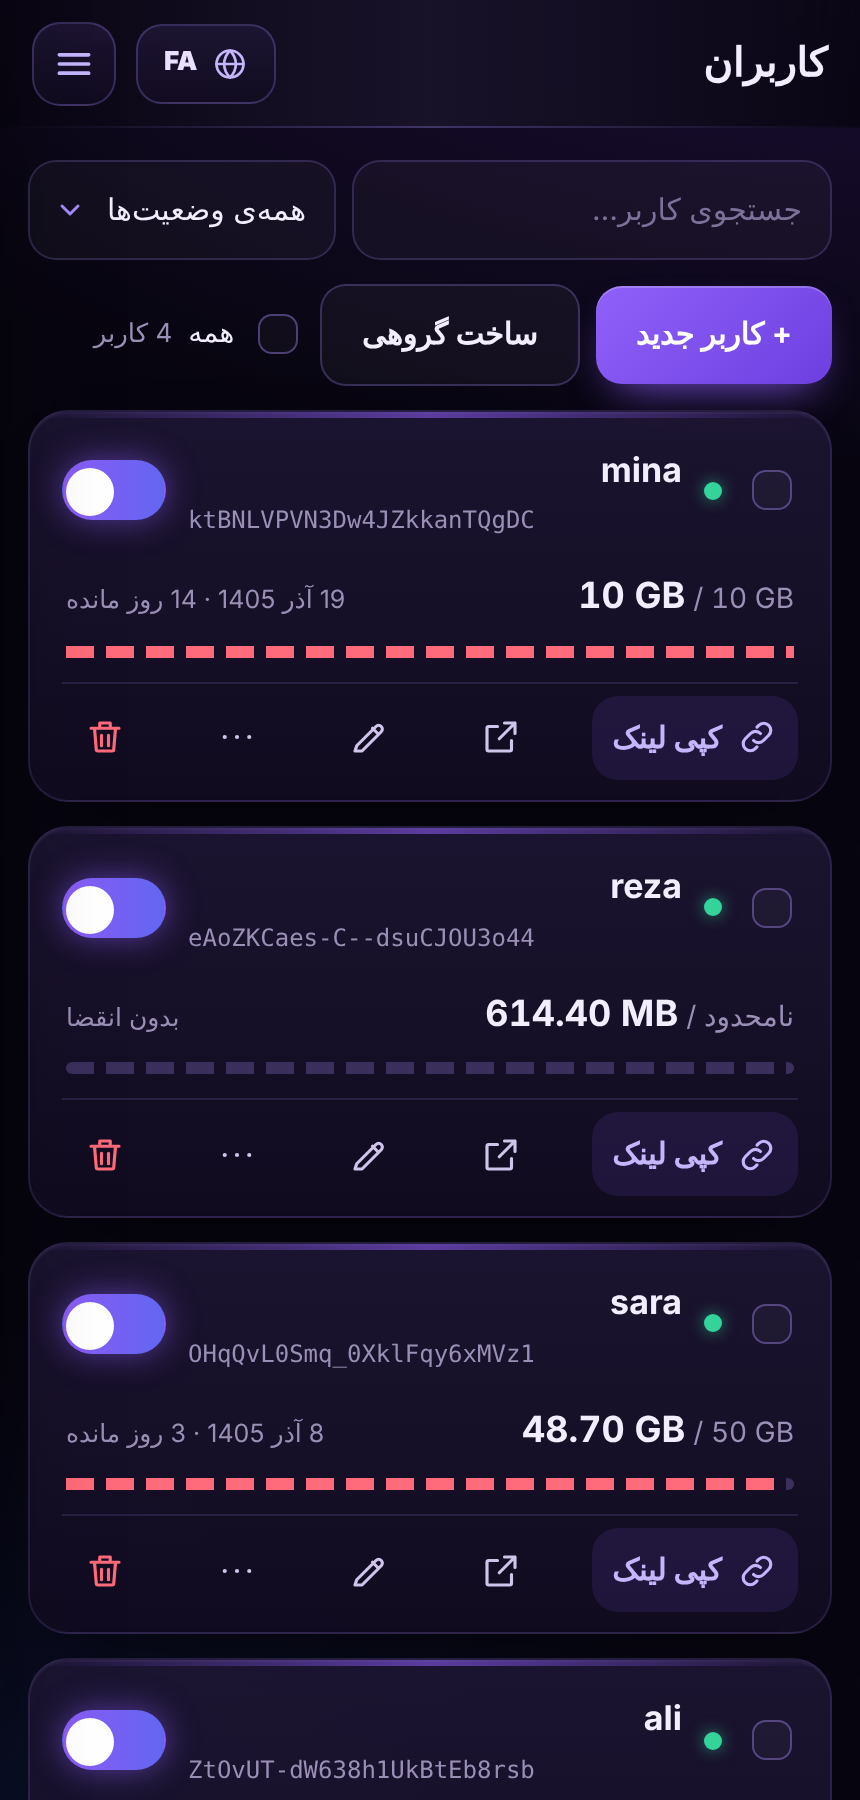 کاربران
FA
جستجوی کاربر...
همه‌ی وضعیت‌ها
+ کاربر جدید
ساخت گروهی
همه
4 کاربر
mina
ktBNLVPVN3Dw4JZkkanTQgDC
10 GB / 10 GB
19 آذر 1405 · 14 روز مانده
کپی لینک
reza
eAoZKCaes-C--dsuCJOU3o44
614.40 MB / نامحدود
بدون انقضا
کپی لینک
sara
OHqQvL0Smq_0XklFqy6xMVz1
48.70 GB / 50 GB
8 آذر 1405 · 3 روز مانده
کپی لینک
ali
ZtOvUT-dW638h1UkBtEb8rsb